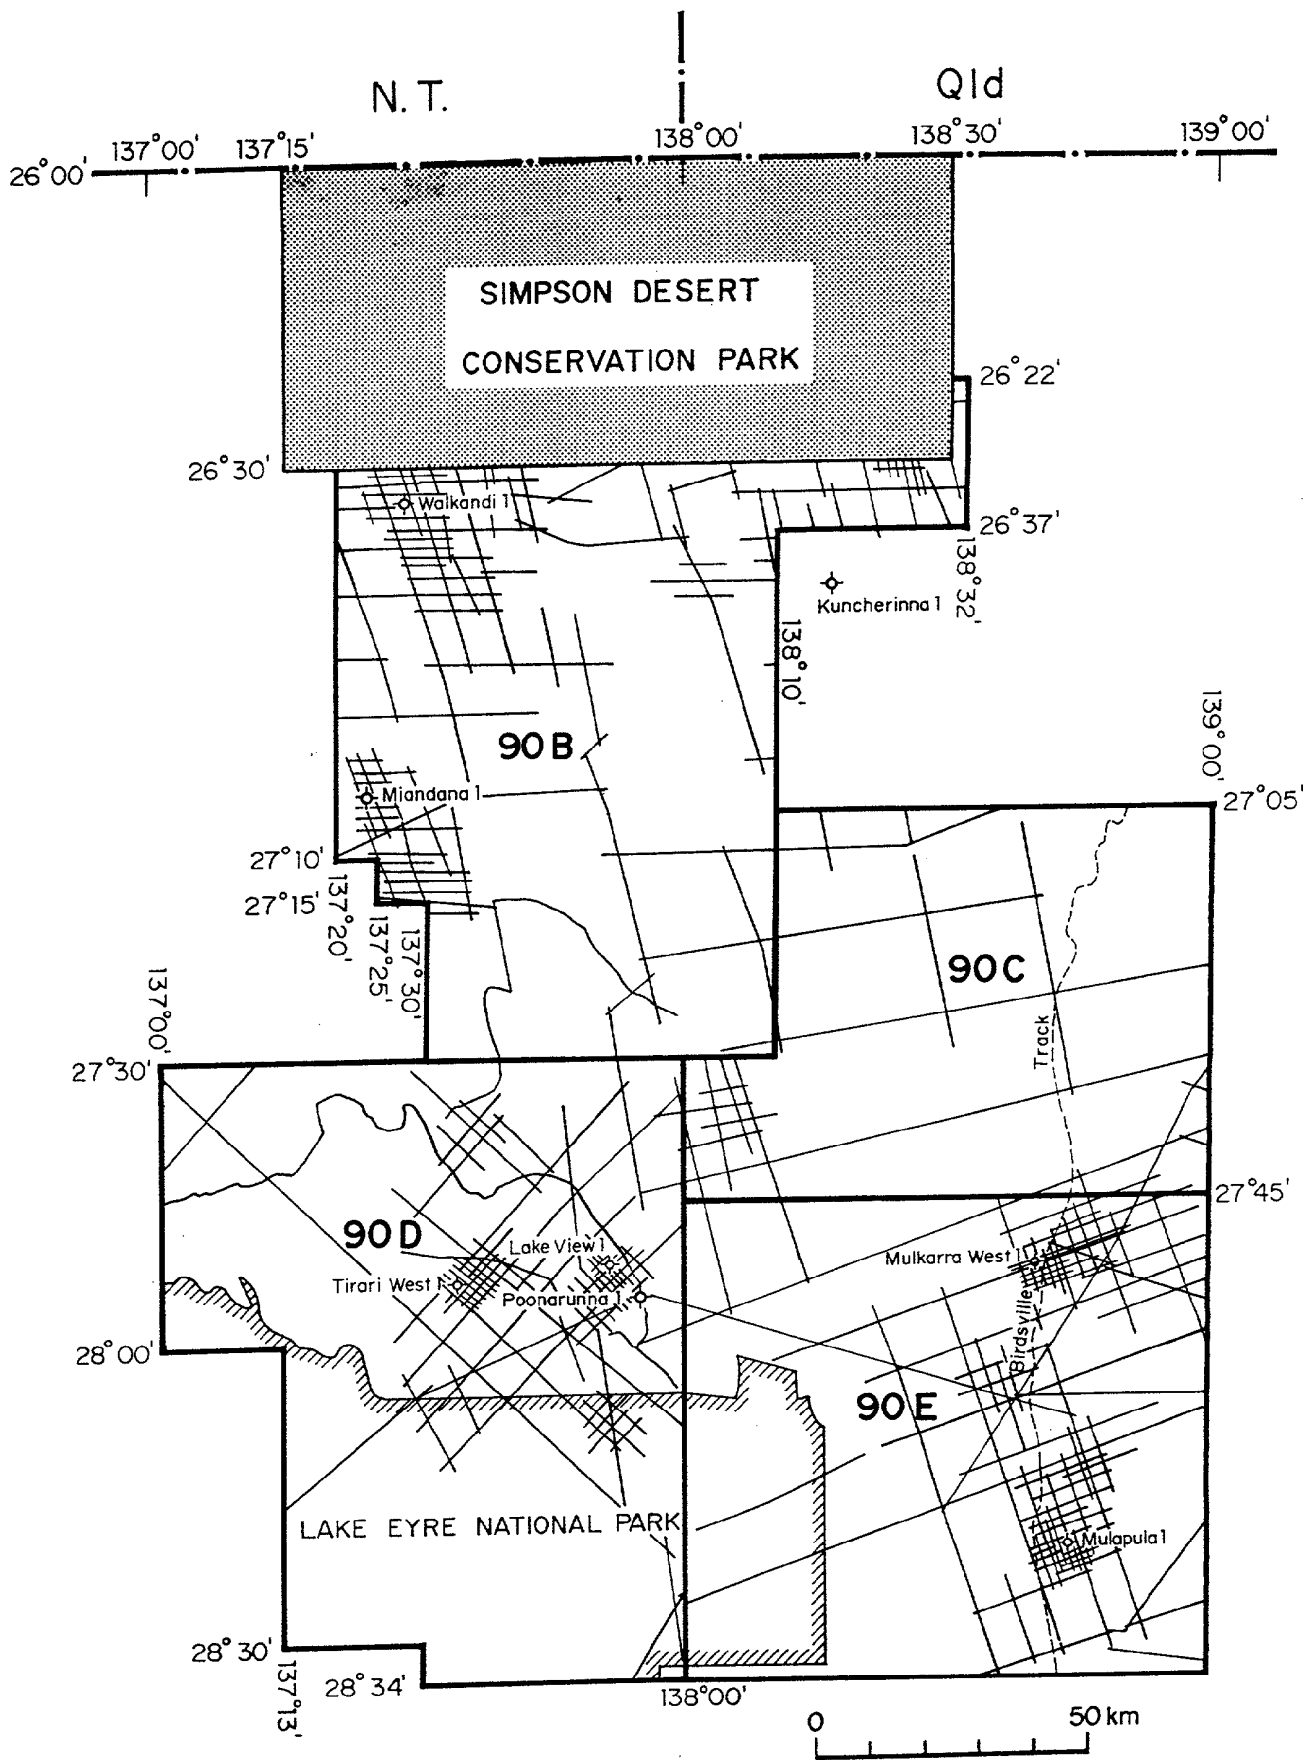 N.T.
Qld
137°00'
137°15'
138°00'
138°30'
139°00'
26°00'
SIMPSON DESERT
CONSERVATION PARK
26°22'
26°30'
Walkandi 1
26°37'
138°32'
Kuncherinna 1
138°10'
139°00'
90B
Miandana 1
27°05'
27°10'
137°20'
27°15'
137°25'
137°30'
90C
137°00'
Track
27°30'
27°45'
90D
Lake View 1
Mulkarra West 1
Tirari West 1
Poonarunna 1
Birdsville
28°00'
90E
LAKE EYRE NATIONAL PARK
Mulapula 1
28°30'
137°13'
28°34'
138°00'
0
50 km